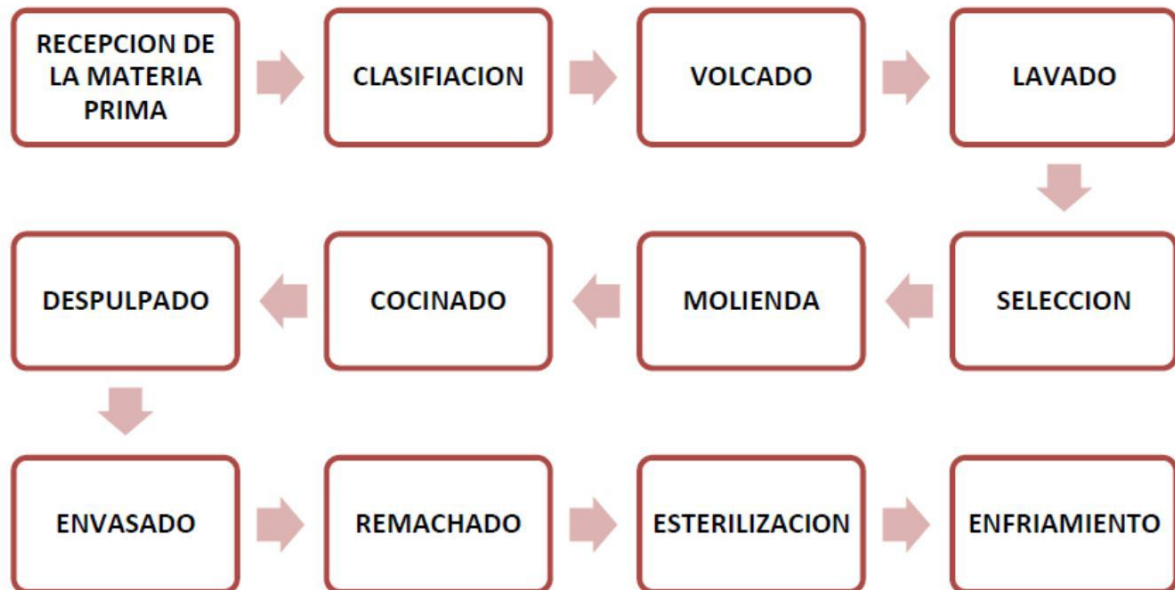 RECEPCION DE
LA MATERIA
PRIMA
CLASIFIACION
VOLCADO
LAVADO
SELECCION
MOLIENDA
COCINADO
DESPULPADO
ENVASADO
REMACHADO
ESTERILIZACION
ENFRIAMIENTO